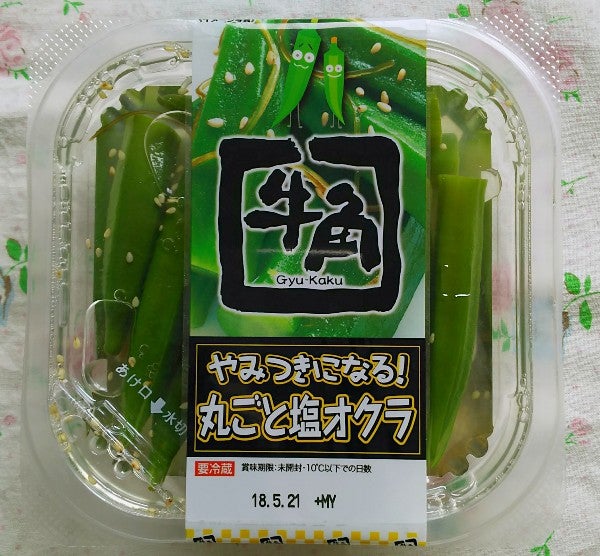 牛角
Gyu-Kaku
やみつきになる!
丸ごと塩オクラ
あけ口
水切
要冷蔵 賞味期限:未開封・10℃以下での日数
18.5.21 +MY